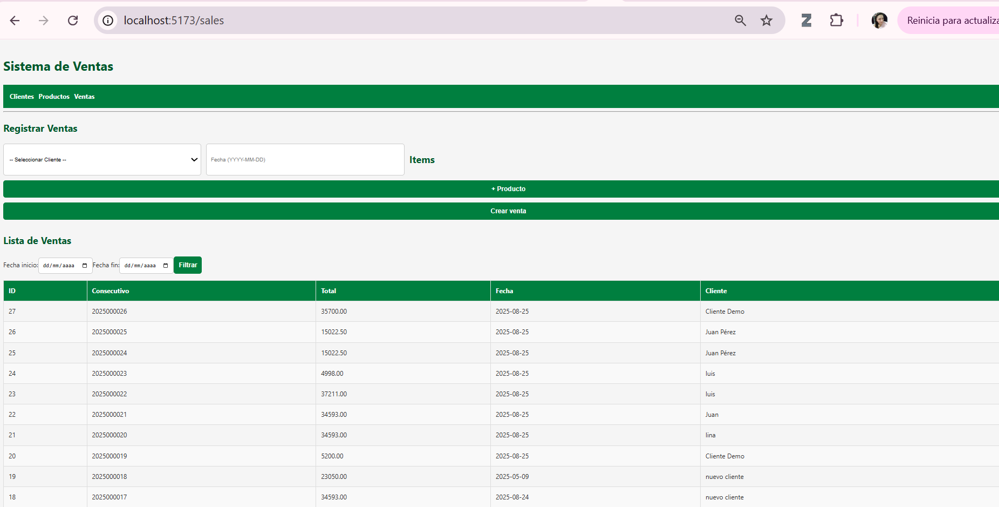 localhost:5173/sales
Reinicia para actualiza
Sistema de Ventas
Clientes Productos Ventas
Registrar Ventas
-- Seleccionar Cliente -- Fecha (YYYY-MM-DD) Items
+ Producto
Crear venta
Lista de Ventas
Fecha inicio: dd/mm/aaaa Fecha fin: dd/mm/aaaa Filtrar
ID Consecutivo Total Fecha Cliente
27 2025000026 35700.00 2025-08-25 Cliente Demo
26 2025000025 15022.50 2025-08-25 Juan Pérez
25 2025000024 15022.50 2025-08-25 Juan Pérez
24 2025000023 4998.00 2025-08-25 luis
23 2025000022 37211.00 2025-08-25 luis
22 2025000021 34593.00 2025-08-25 Juan
21 2025000020 34593.00 2025-08-25 lina
20 2025000019 5200.00 2025-08-25 Cliente Demo
19 2025000018 23050.00 2025-05-09 nuevo cliente
18 2025000017 34593.00 2025-08-24 nuevo cliente